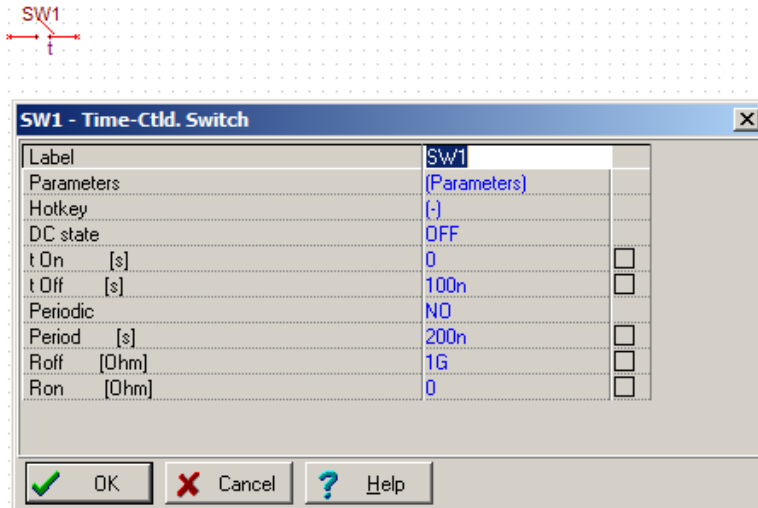 SW1
t
SW1 - Time-Ctld. Switch
Label SW1
Parameters (Parameters)
Hotkey (-)
DC state OFF
t On [s] 0
t Off [s] 100n
Periodic NO
Period [s] 200n
Roff [Ohm] 1G
Ron [Ohm] 0
OK Cancel ? Help